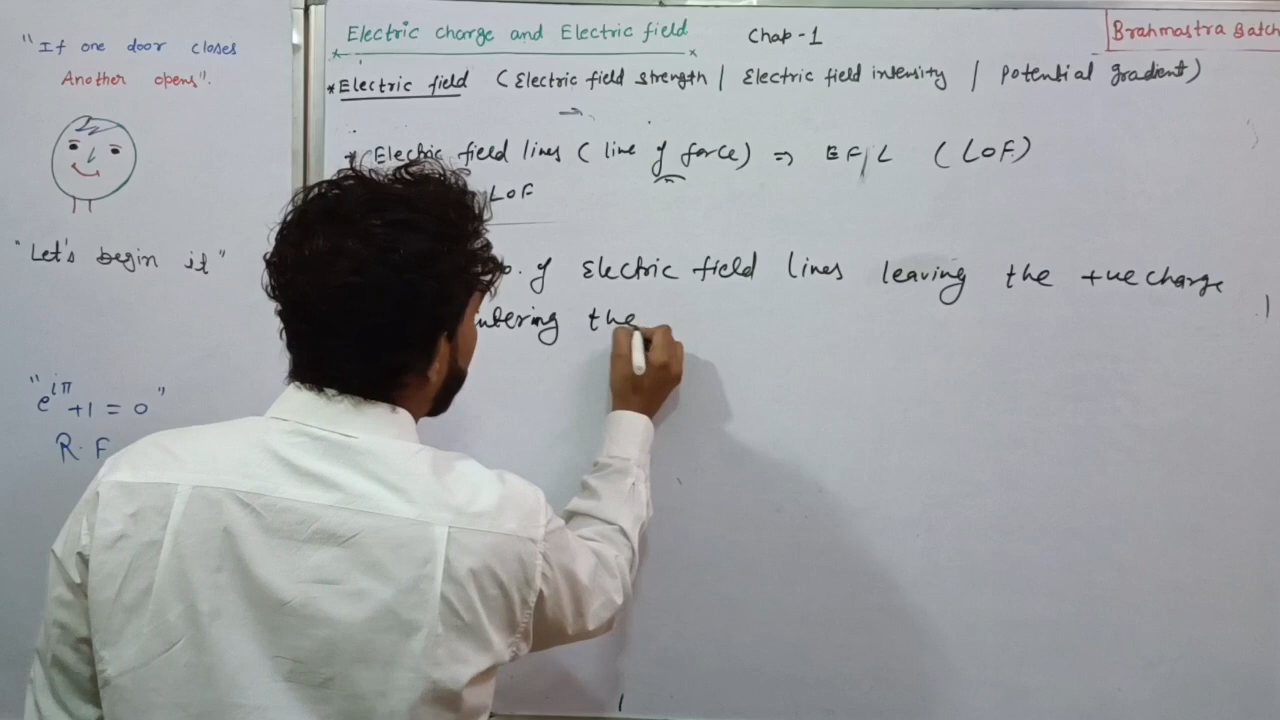 "If one door closes
Another opens".
"Let's begin it"
"e^iπ +1 = 0"
R. F
Electric charge and Electric field
Chap-1
Brahmastra Batch
* Electric field (Electric field strength / Electric field intensity / Potential gradient)
* Electric field lines (line of force) ⇒ EF/L (LOF)
LOF
of Electric field lines leaving the +ve charge
ntering the